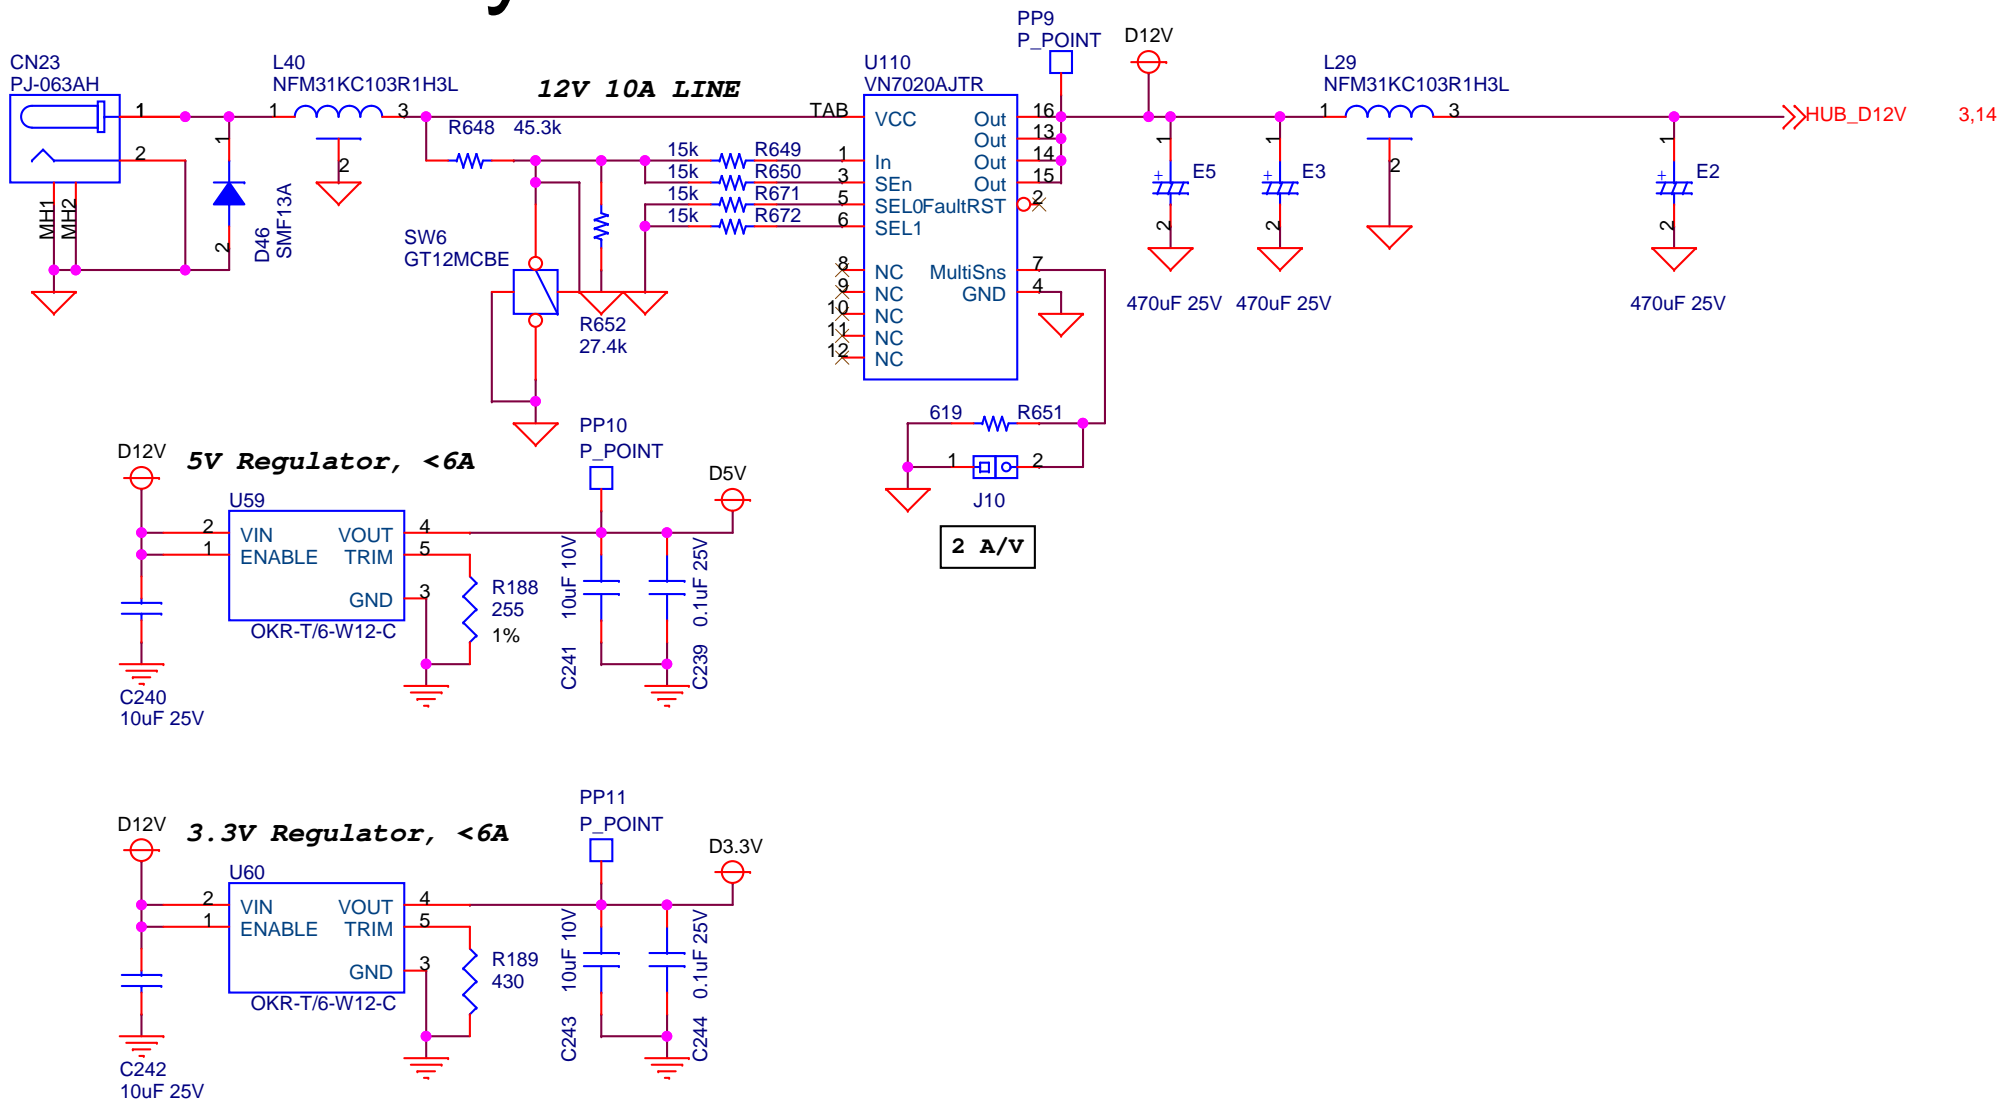 CN23
PJ-063AH
1
2
MH1
MH2
1
2
D46
SMF13A
L40
NFM31KC103R1H3L
1
3
2
12V 10A LINE
R648 45.3k
SW6
GT12MCBE
R652
27.4k
15k R649
15k R650
15k R671
15k R672
U110
VN7020AJTR
TAB VCC
1 In
3 SEn
5 SEL0
6 SEL1
8 NC
9 NC
10 NC
11 NC
12 NC
Out 16
Out 13
Out 14
Out 15
FaultRST 2
MultiSns 7
GND 4
PP9
P_POINT
D12V
1
+
2
E5
470uF 25V
1
+
2
E3
470uF 25V
L29
NFM31KC103R1H3L
1
3
2
1
+
2
E2
470uF 25V
HUB_D12V 3,14
619 R651
1 2
J10
2 A/V
D12V
5V Regulator, <6A
U59
2 VIN
1 ENABLE
VOUT 4
TRIM 5
GND 3
OKR-T/6-W12-C
C240
10uF 25V
R188
255
1%
PP10
P_POINT
D5V
C241 10uF 10V
C239 0.1uF 25V
D12V
3.3V Regulator, <6A
U60
2 VIN
1 ENABLE
VOUT 4
TRIM 5
GND 3
OKR-T/6-W12-C
C242
10uF 25V
R189
430
PP11
P_POINT
D3.3V
C243 10uF 10V
C244 0.1uF 25V